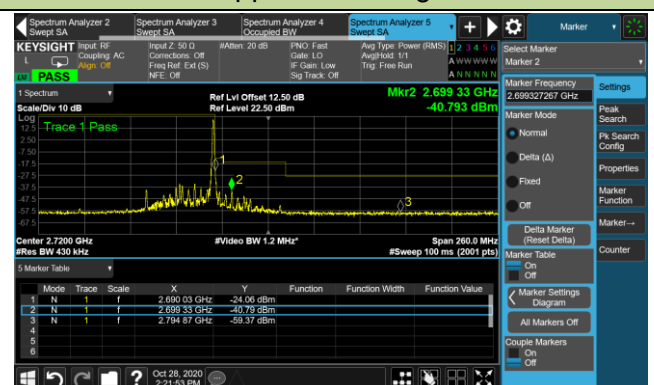 Spectrum Analyzer 2
Swept SA
Spectrum Analyzer 3
Swept SA
Spectrum Analyzer 4
Occupied BW
Spectrum Analyzer 5
Swept SA
Marker
KEYSIGHT
L
PASS
Input: RF
Coupling: AC
Align: Off
Input Z: 50 Ω
Corrections: Off
Freq Ref: Ext (S)
NFE: Off
#Atten: 20 dB
PNO: Fast
Gate: LO
IF Gain: Low
Sig Track: Off
Avg Type: Power (RMS)
Avg|Hold: 1/1
Trig: Free Run
1 2 3 4 5 6
A W W W W W
A N N N N N
Select Marker
Marker 2
Marker Frequency
2.699327267 GHz
Marker Mode
Normal
Delta (Δ)
Fixed
Off
Delta Marker
(Reset Delta)
Marker Table
On
Off
Marker Settings
Diagram
All Markers Off
Couple Markers
On
Off
Settings
Peak
Search
Pk Search
Config
Properties
Marker
Function
Marker→
Counter
1 Spectrum
Scale/Div 10 dB
Ref Lvl Offset 12.50 dB
Ref Level 22.50 dBm
Mkr2 2.699 33 GHz
-40.793 dBm
Log
Trace 1 Pass
12.5
2.50
-7.50
-17.5
-27.5
-37.5
-47.5
-57.5
-67.5
1
2
3
Center 2.7200 GHz
#Res BW 430 kHz
#Video BW 1.2 MHz*
Span 260.0 MHz
#Sweep 100 ms (2001 pts)
5 Marker Table
Mode Trace Scale X Y Function Function Width Function Value
1 N 1 f 2.690 03 GHz -24.06 dBm
2 N 1 f 2.699 33 GHz -40.79 dBm
3 N 1 f 2.794 87 GHz -59.37 dBm
4
5
6
?
Oct 28, 2020
2:21:53 PM